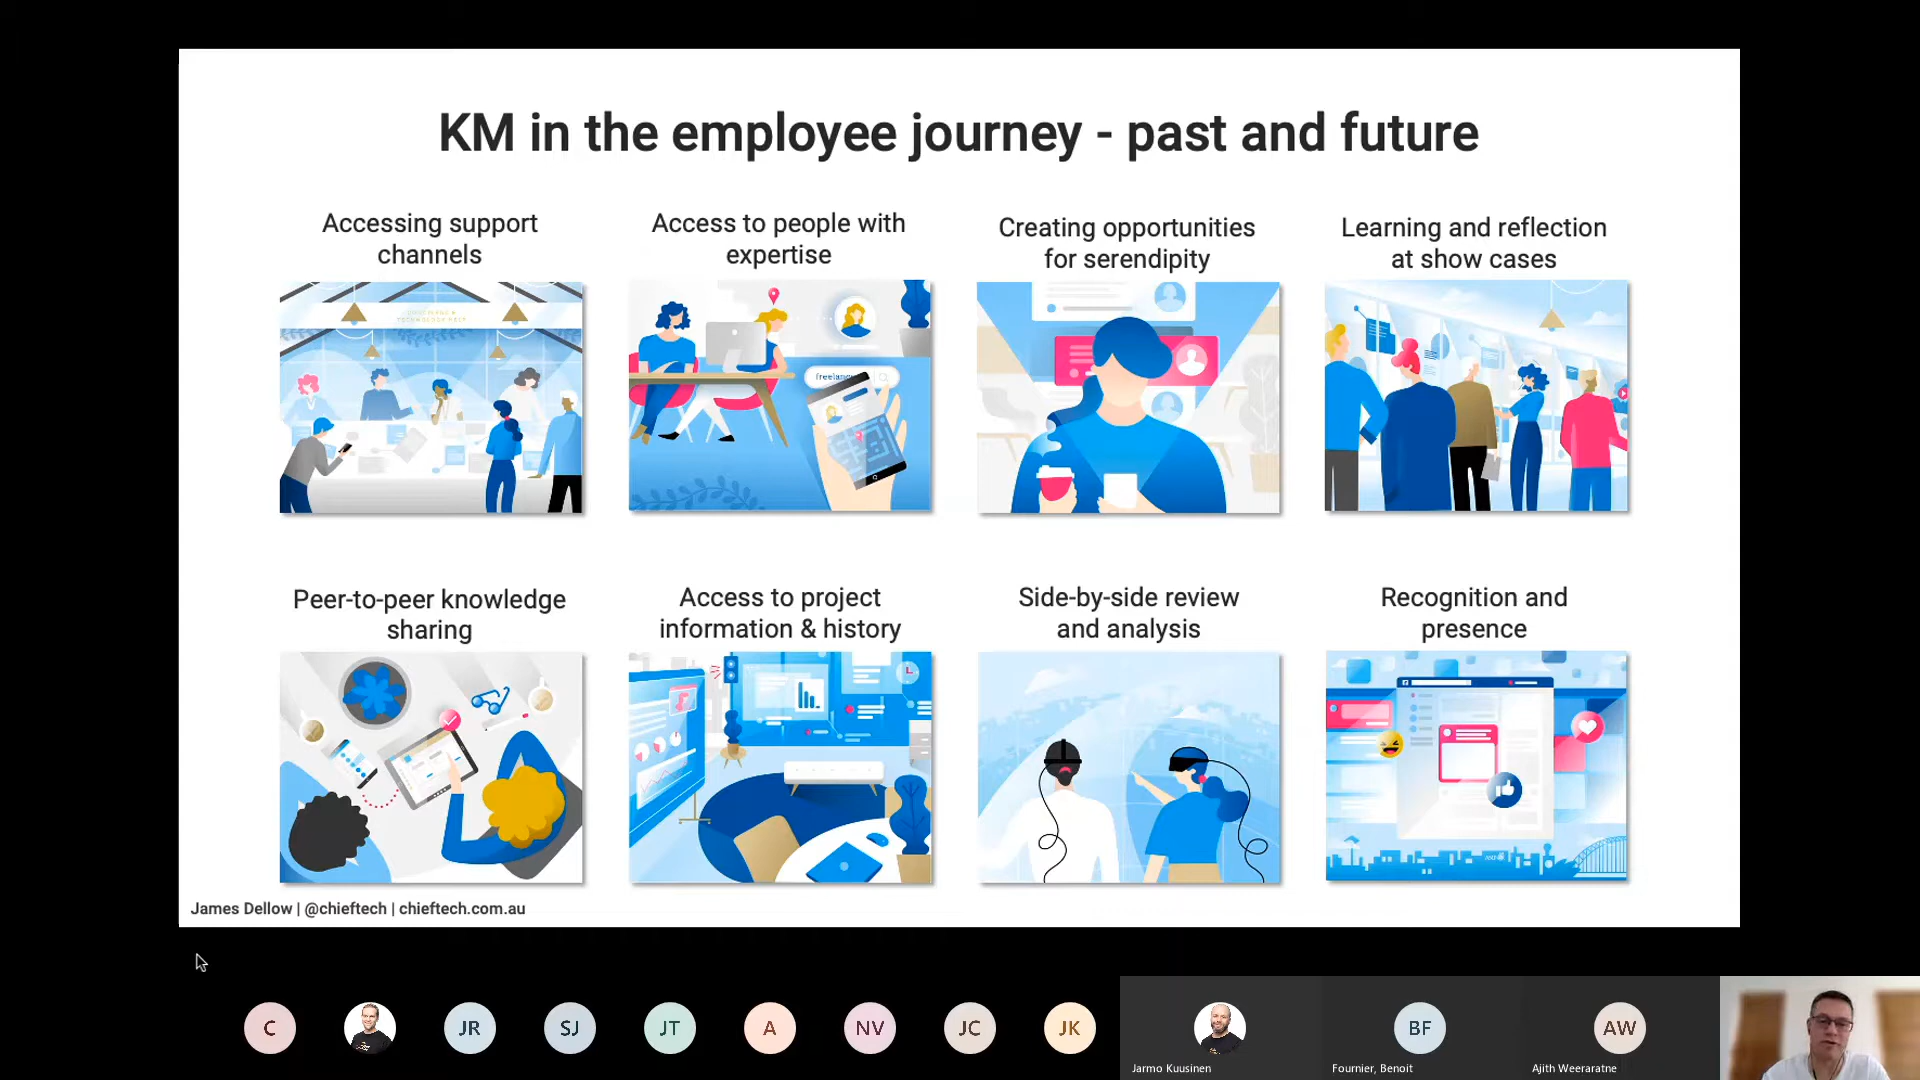 KM in the employee journey - past and future
Accessing support
channels
Access to people with
expertise
Creating opportunities
for serendipity
Learning and reflection
at show cases
Peer-to-peer knowledge
sharing
Access to project
information & history
Side-by-side review
and analysis
Recognition and
presence
James Dellow | @chieftech | chieftech.com.au
C
JR
SJ
JT
A
NV
JC
JK
BF
AW
Jarmo Kuusinen
Fournier, Benoit
Ajith Weeraratne